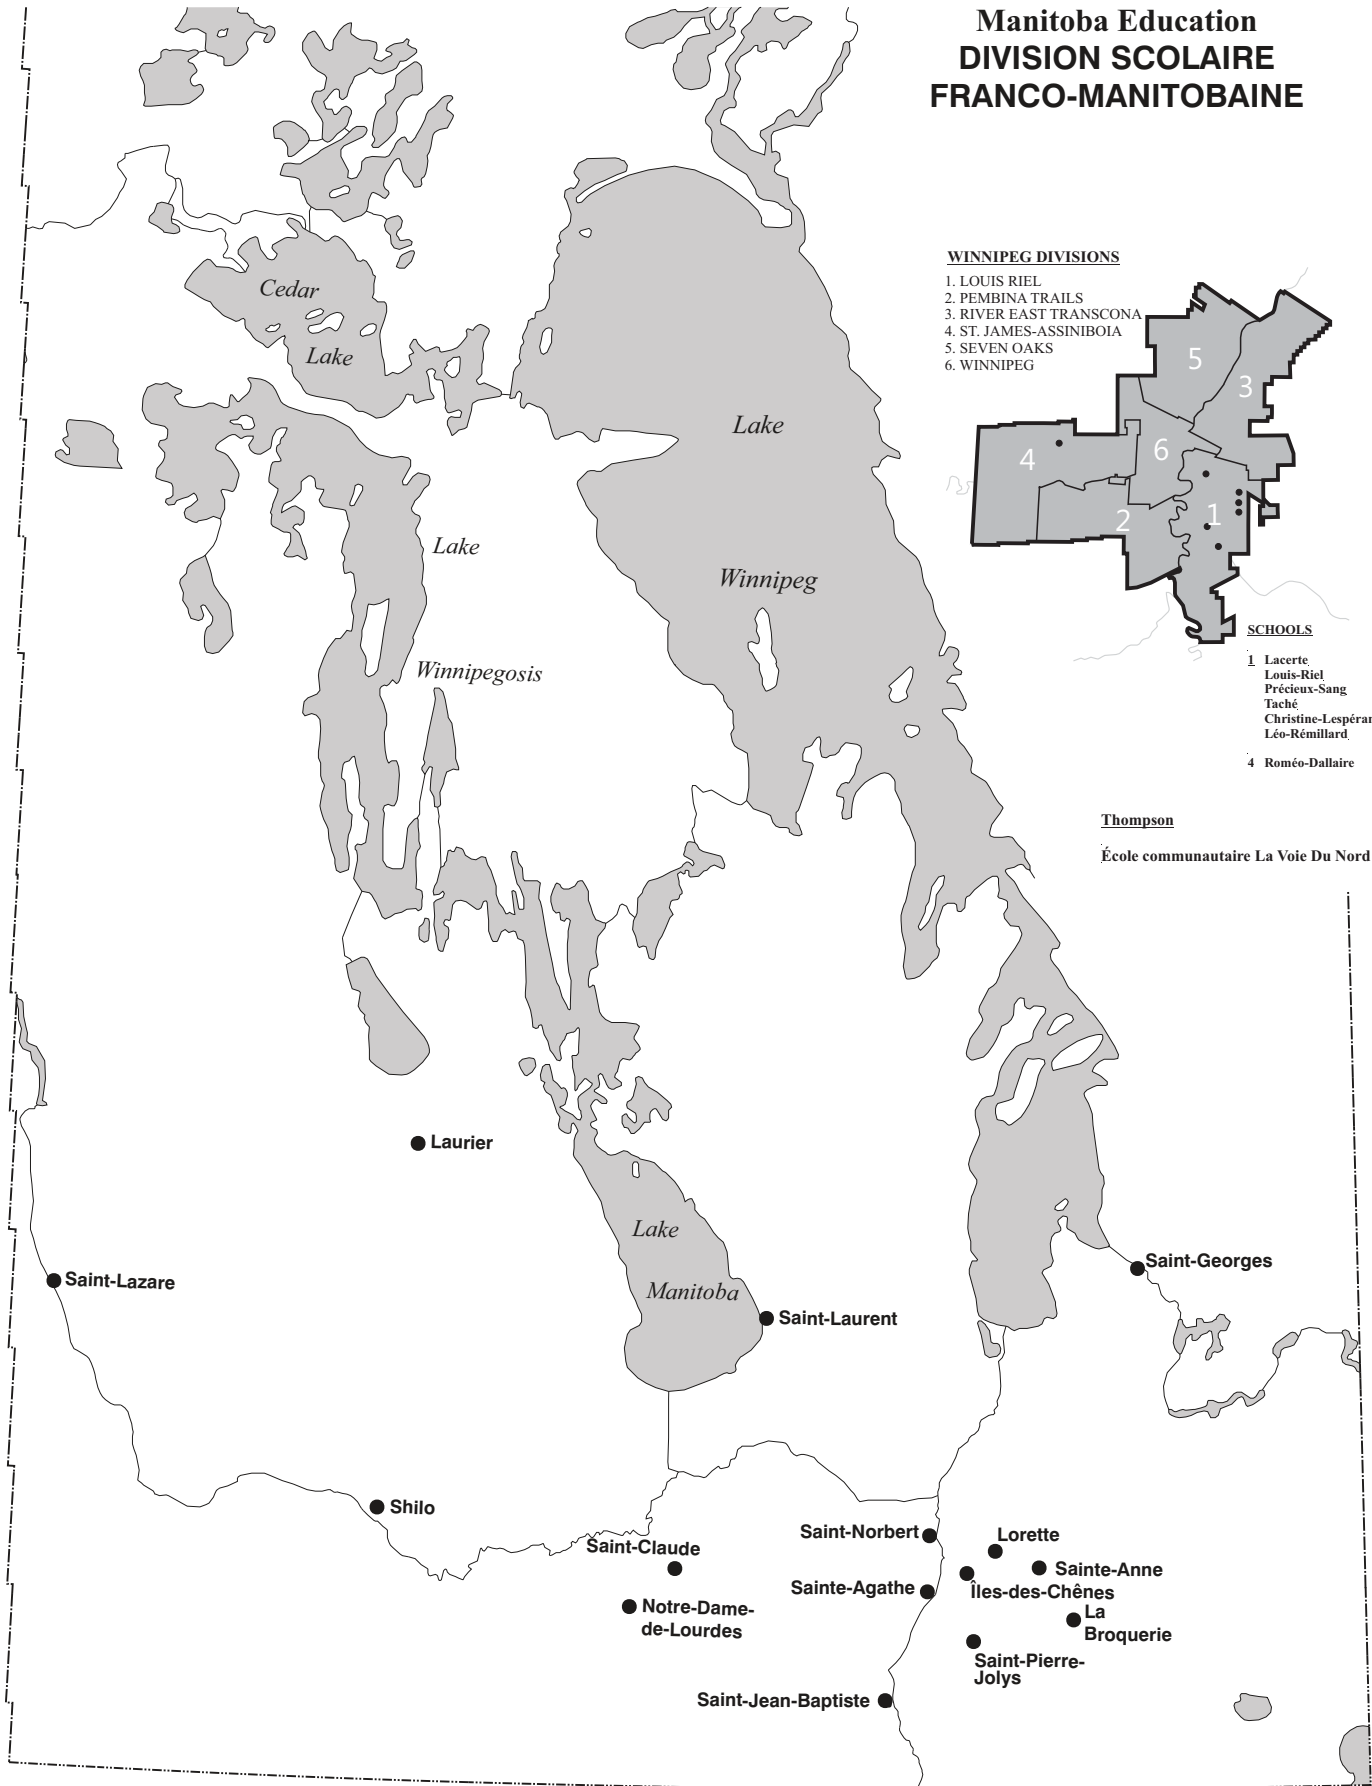 Manitoba Education
DIVISION SCOLAIRE
FRANCO-MANITOBAINE
WINNIPEG DIVISIONS
1. LOUIS RIEL
2. PEMBINA TRAILS
3. RIVER EAST TRANSCONA
4. ST. JAMES-ASSINIBOIA
5. SEVEN OAKS
6. WINNIPEG
5
3
4
6
2
1
SCHOOLS
1 Lacerte
Louis-Riel
Précieux-Sang
Taché
Christine-Lespéran
Léo-Rémillard
4 Roméo-Dallaire
Thompson
École communautaire La Voie Du Nord
Cedar
Lake
Lake
Winnipeg
Lake
Winnipegosis
Laurier
Lake
Manitoba
Saint-Lazare
Saint-Laurent
Saint-Georges
Shilo
Saint-Claude
Notre-Dame-
de-Lourdes
Saint-Norbert
Sainte-Agathe
Lorette
Sainte-Anne
Îles-des-Chênes
La
Broquerie
Saint-Pierre-
Jolys
Saint-Jean-Baptiste